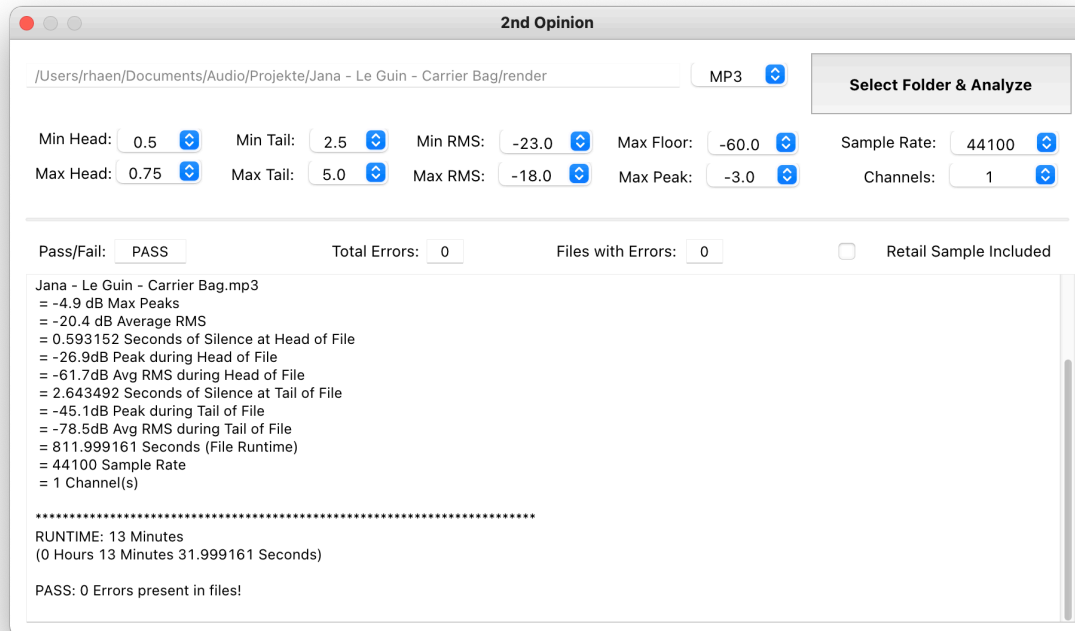 2nd Opinion
/Users/rhaen/Documents/Audio/Projekte/Jana - Le Guin - Carrier Bag/render
MP3
Select Folder & Analyze
Min Head: 0.5 Min Tail: 2.5 Min RMS: -23.0 Max Floor: -60.0 Sample Rate: 44100
Max Head: 0.75 Max Tail: 5.0 Max RMS: -18.0 Max Peak: -3.0 Channels: 1
Pass/Fail: PASS Total Errors: 0 Files with Errors: 0 Retail Sample Included
Jana - Le Guin - Carrier Bag.mp3
= -4.9 dB Max Peaks
= -20.4 dB Average RMS
= 0.593152 Seconds of Silence at Head of File
= -26.9dB Peak during Head of File
= -61.7dB Avg RMS during Head of File
= 2.643492 Seconds of Silence at Tail of File
= -45.1dB Peak during Tail of File
= -78.5dB Avg RMS during Tail of File
= 811.999161 Seconds (File Runtime)
= 44100 Sample Rate
= 1 Channel(s)
****************************************************************************
RUNTIME: 13 Minutes
(0 Hours 13 Minutes 31.999161 Seconds)
PASS: 0 Errors present in files!